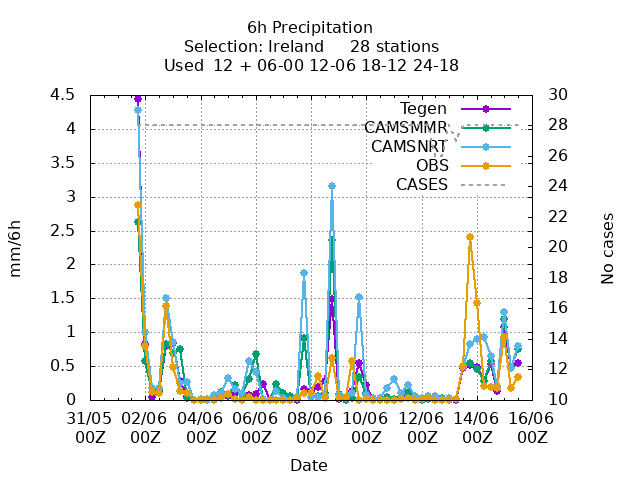 6h Precipitation
Selection: Ireland 28 stations
Used 12 + 06-00 12-06 18-12 24-18
4.5
4
3.5
3
2.5
2
1.5
1
0.5
0
30
28
26
24
22
20
18
16
14
12
10
Tegen
CAMSMMR
CAMSNRT
OBS
CASES
mm/6h
No cases
31/05 02/06 04/06 06/06 08/06 10/06 12/06 14/06 16/06
00Z 00Z 00Z 00Z 00Z 00Z 00Z 00Z 00Z
Date